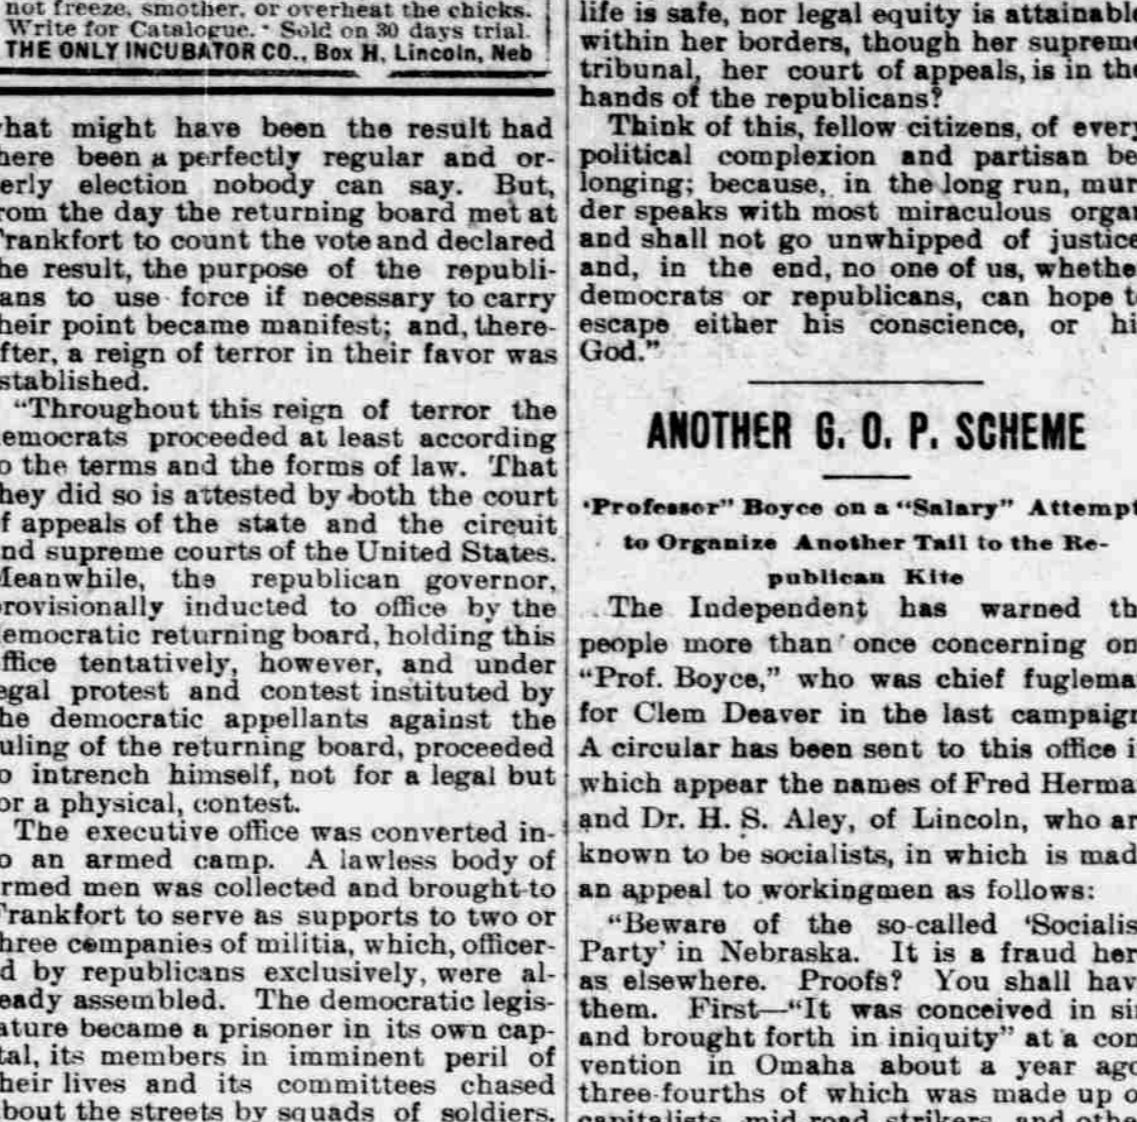 not freeze, smother, or overheat the chicks.
Write for Catalogue. Sold on 30 days trial.
THE ONLY INCUBATOR CO., Box H, Lincoln, Neb
hat might have been the result had
here been a perfectly regular and or-
erly election nobody can say. But,
rom the day the returning board met at
rankfort to count the vote and declared
he result, the purpose of the republi-
ans to use force if necessary to carry
heir point became manifest; and, there-
fter, a reign of terror in their favor was
stablished.
"Throughout this reign of terror the
emocrats proceeded at least according
o the terms and the forms of law. That
hey did so is attested by both the court
f appeals of the state and the circuit
nd supreme courts of the United States.
Meanwhile, the republican governor,
rovisionally inducted to office by the
emocratic returning board, holding this
ffice tentatively, however, and under
egal protest and contest instituted by
he democratic appellants against the
uling of the returning board, proceeded
o intrench himself, not for a legal but
or a physical, contest.
The executive office was converted in-
o an armed camp. A lawless body of
rmed men was collected and brought to
rankfort to serve as supports to two or
hree companies of militia, which, officer-
d by republicans exclusively, were al-
eady assembled. The democratic legis-
ature became a prisoner in its own cap-
tal, its members in imminent peril of
heir lives and its committees chased
bout the streets by squads of soldiers.
life is safe, nor legal equity is attainable
within her borders, though her supreme
tribunal, her court of appeals, is in the
hands of the republicans?
Think of this, fellow citizens, of every
political complexion and partisan be
longing; because, in the long run, mur
der speaks with most miraculous organ
and shall not go unwhipped of justice
and, in the end, no one of us, whethe
democrats or republicans, can hope t
escape either his conscience, or hi
God."
ANOTHER G. O. P. SCHEME
"Professor" Boyce on a "Salary" Attempt
to Organize Another Tail to the Re-
publican Kite
The Independent has warned th
people more than once concerning on
"Prof. Boyce," who was chief fuglema
for Clem Deaver in the last campaign
A circular has been sent to this office i
which appear the names of Fred Herma
and Dr. H. S. Aley, of Lincoln, who ar
known to be socialists, in which is mad
an appeal to workingmen as follows:
"Beware of the so-called 'Socialis
Party' in Nebraska. It is a fraud her
as elsewhere. Proofs? You shall hav
them. First—"It was conceived in si
and brought forth in iniquity" at a con
vention in Omaha about a year ago
three-fourths of which was made up o
capitalists, mid road strikers, and othe